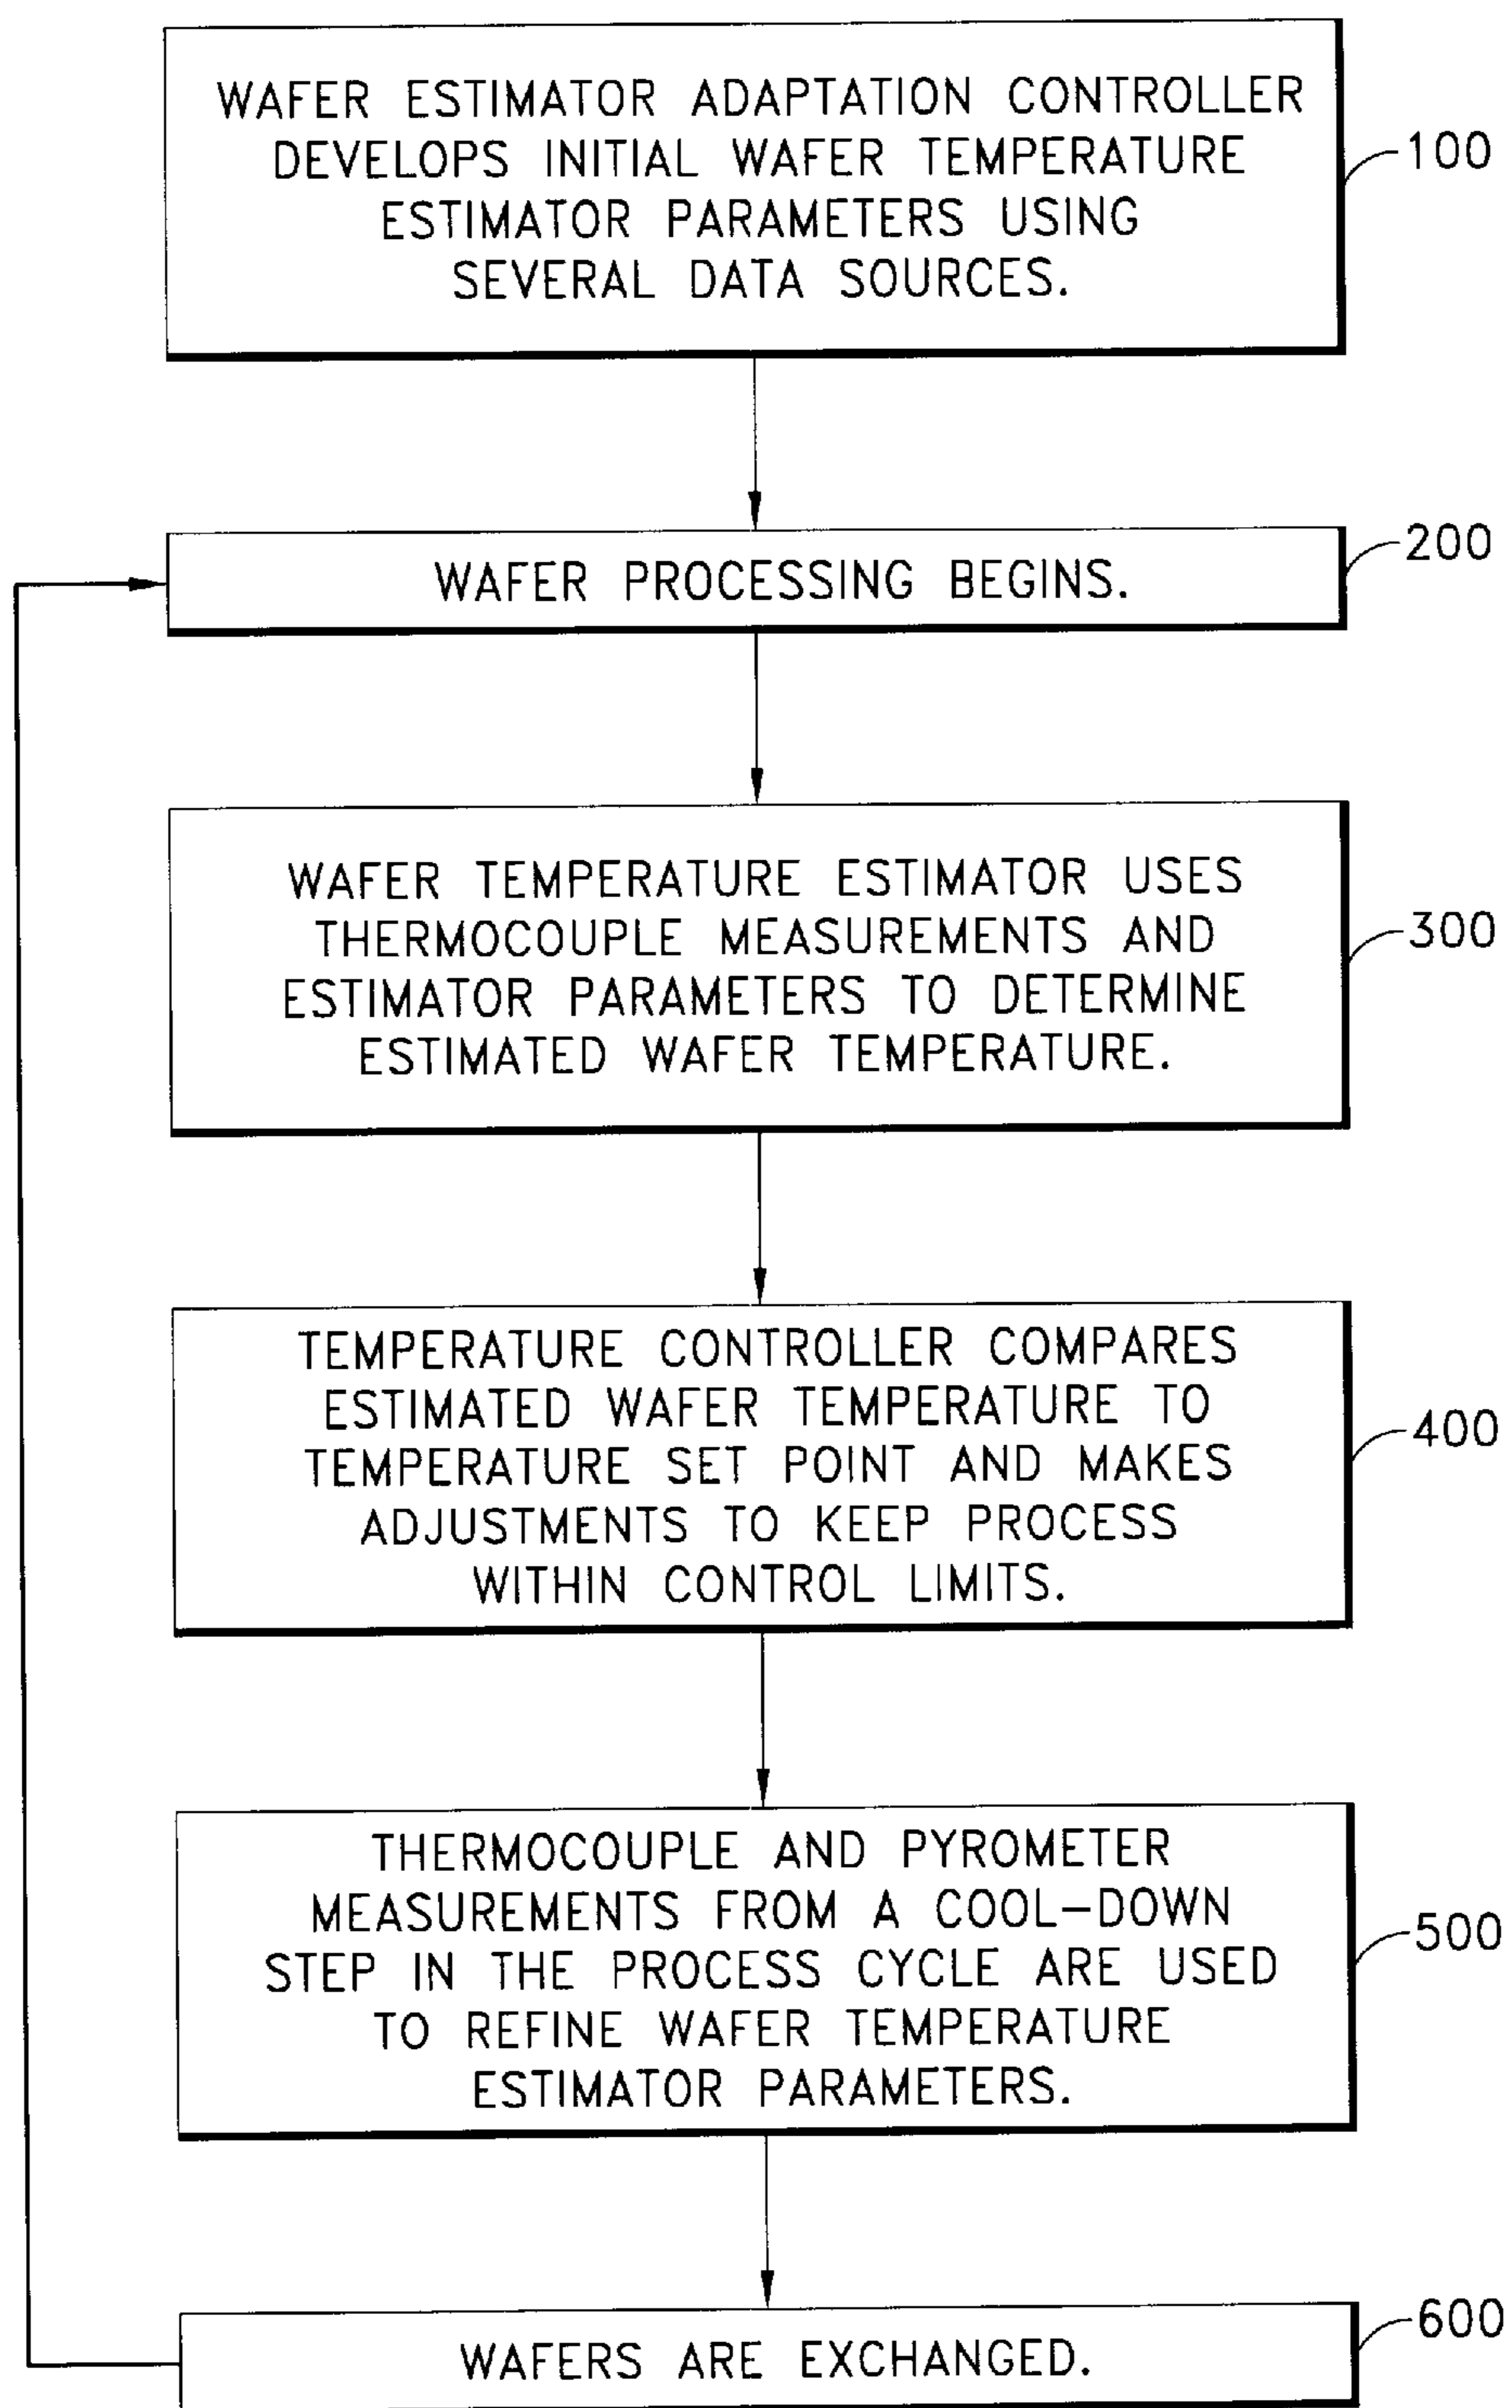 WAFER ESTIMATOR ADAPTATION CONTROLLER
DEVELOPS INITIAL WAFER TEMPERATURE
ESTIMATOR PARAMETERS USING
SEVERAL DATA SOURCES.
100
WAFER PROCESSING BEGINS.
200
WAFER TEMPERATURE ESTIMATOR USES
THERMOCOUPLE MEASUREMENTS AND
ESTIMATOR PARAMETERS TO DETERMINE
ESTIMATED WAFER TEMPERATURE.
300
TEMPERATURE CONTROLLER COMPARES
ESTIMATED WAFER TEMPERATURE TO
TEMPERATURE SET POINT AND MAKES
ADJUSTMENTS TO KEEP PROCESS
WITHIN CONTROL LIMITS.
400
THERMOCOUPLE AND PYROMETER
MEASUREMENTS FROM A COOL-DOWN
STEP IN THE PROCESS CYCLE ARE USED
TO REFINE WAFER TEMPERATURE
ESTIMATOR PARAMETERS.
500
WAFERS ARE EXCHANGED.
600